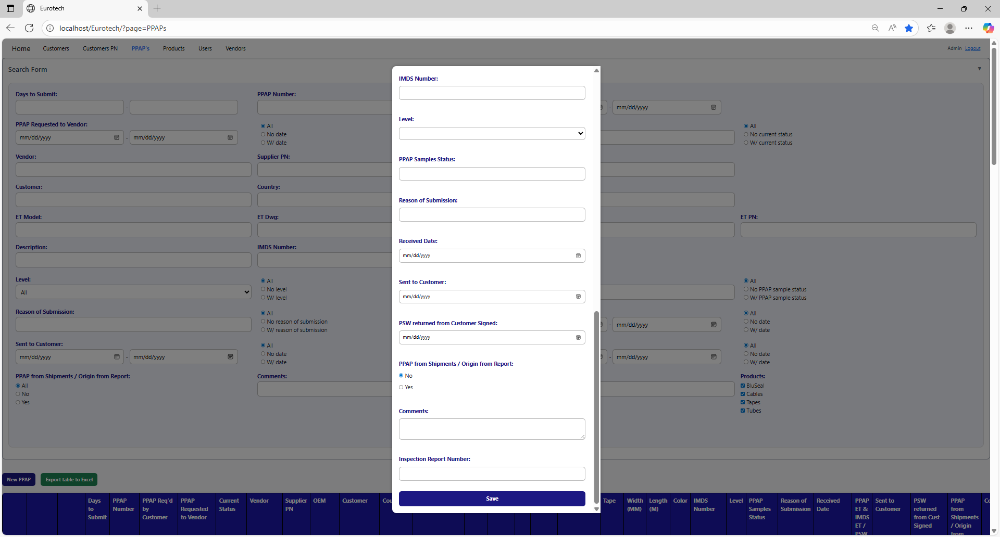 Eurotech
localhost/Eurotech/?page=PPAPs
Home Customers Customers PN PPAP's Products Users Vendors Admin Logout
Search Form
Days to Submit:
-
PPAP Number:
- mm/dd/yyyy
PPAP Requested to Vendor:
mm/dd/yyyy - mm/dd/yyyy
All
No date
W/ date
All
No current status
W/ current status
Vendor:
Supplier PN:
Customer:
Country:
ET Model:
ET Dwg:
ET PN:
Description:
IMDS Number:
Level:
All
All
No level
W/ level
All
No PPAP sample status
W/ PPAP sample status
Reason of Submission:
All
No reason of submission
W/ reason of submission
- mm/dd/yyyy
All
No date
W/ date
Sent to Customer:
mm/dd/yyyy - mm/dd/yyyy
All
No date
W/ date
- mm/dd/yyyy
All
No date
W/ date
PPAP from Shipments / Origin from Report:
All
No
Yes
Comments:
Products:
BluSeal
Cables
Tapes
Tubes
IMDS Number:
Level:
PPAP Samples Status:
Reason of Submission:
Received Date:
mm/dd/yyyy
Sent to Customer:
mm/dd/yyyy
PSW returned from Customer Signed:
mm/dd/yyyy
PPAP from Shipments / Origin from Report:
No
Yes
Comments:
Inspection Report Number:
Save
New PPAP Export table to Excel
Days
to
Submit
PPAP
Number
PPAP Req'd
by
Customer
PPAP
Requested
to Vendor
Current
Status
Vendor
Supplier
PN
OEM
Customer
Cou
Tape
Width
(MM)
Length
(M)
Color
IMDS
Number
Level
PPAP
Samples
Status
Reason of
Submission
Received
Date
PPAP
ET &
IMDS
ET /
PSW
Sent to
Customer
PSW
returned
from Cust
Signed
PPAP
from
Shipments
/ Origin
from
Co